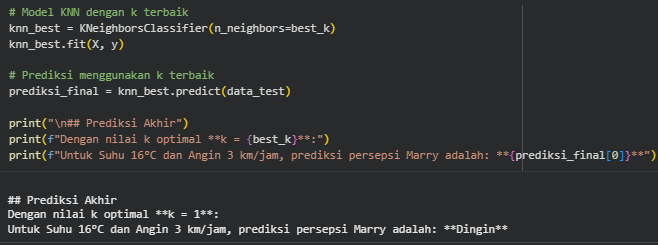 # Model KNN dengan k terbaik
knn_best = KNeighborsClassifier(n_neighbors=best_k)
knn_best.fit(X, y)
# Prediksi menggunakan k terbaik
prediksi_final = knn_best.predict(data_test)
print("\n## Prediksi Akhir")
print(f"Dengan nilai k optimal **k = {best_k}**:")
print(f"Untuk Suhu 16°C dan Angin 3 km/jam, prediksi persepsi Marry adalah: **{prediksi_final[0]}**")
## Prediksi Akhir
Dengan nilai k optimal **k = 1**:
Untuk Suhu 16°C dan Angin 3 km/jam, prediksi persepsi Marry adalah: **Dingin**